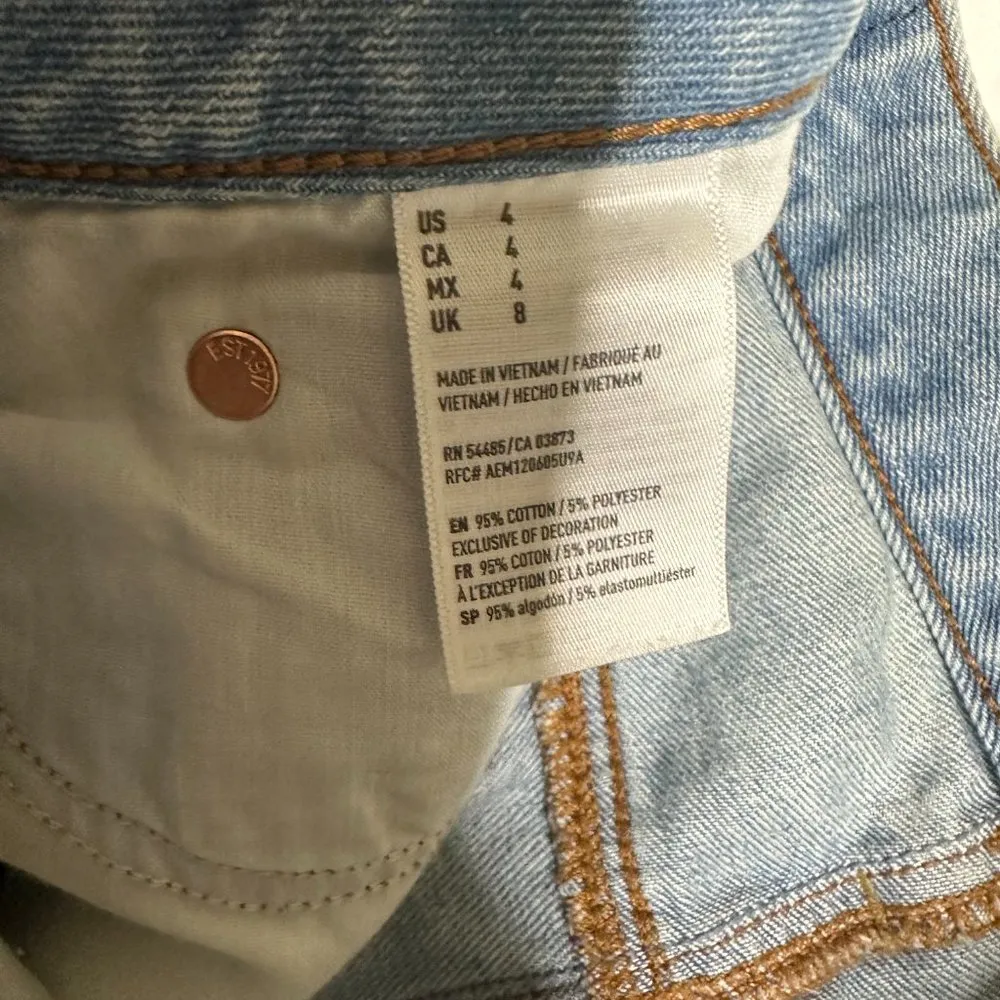 EST 1977
US 4
CA 4
MX 4
UK 8
MADE IN VIETNAM / FABRIQUÉ AU
VIETNAM / HECHO EN VIETNAM
RN 54485/CA 03873
RFC# AEM120605U9A
EN 95% COTTON / 5% POLYESTER
EXCLUSIVE OF DECORATION
FR 95% COTON / 5% POLYESTER
À L'EXCEPTION DE LA GARNITURE
SP 95% algodón / 5% elastomultiéster